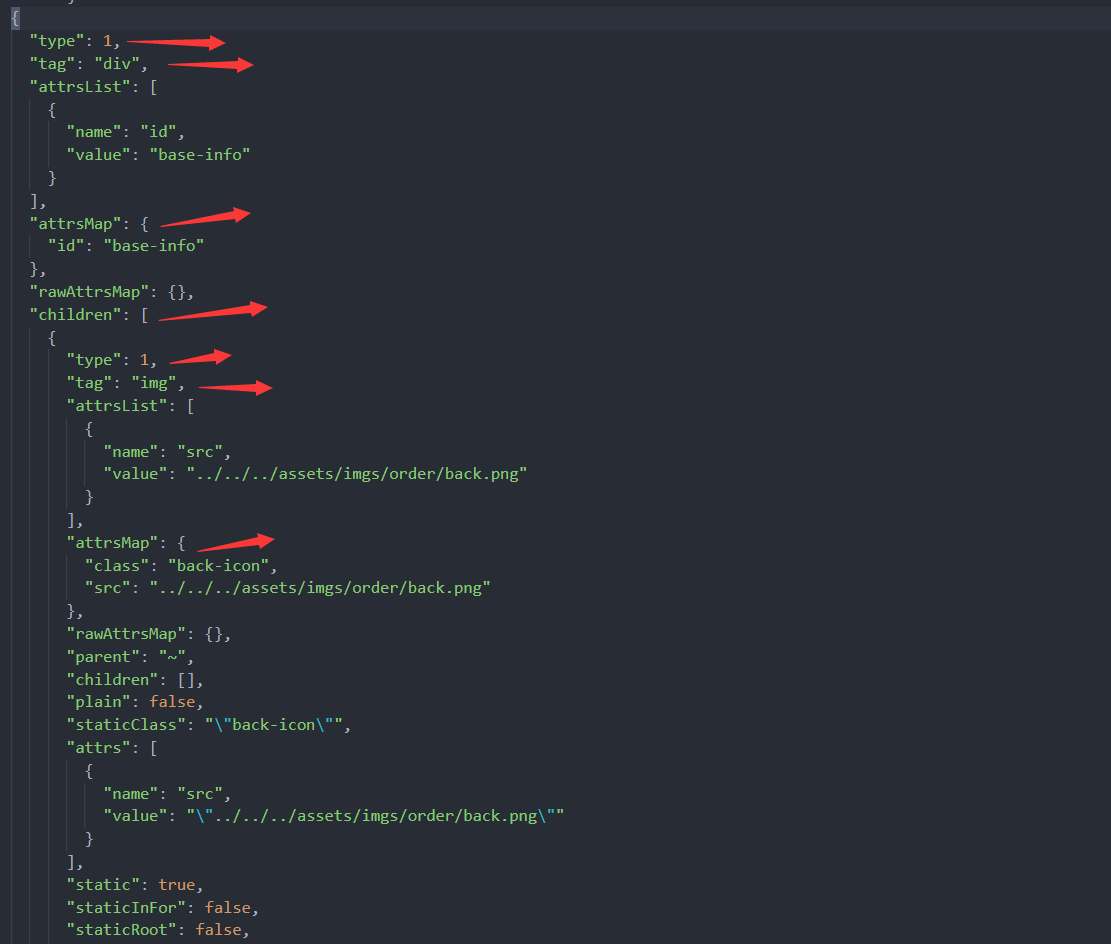 {
"type": 1,
"tag": "div",
"attrsList": [
{
"name": "id",
"value": "base-info"
}
],
"attrsMap": {
"id": "base-info"
},
"rawAttrsMap": {},
"children": [
{
"type": 1,
"tag": "img",
"attrsList": [
{
"name": "src",
"value": "../../../assets/imgs/order/back.png"
}
],
"attrsMap": {
"class": "back-icon",
"src": "../../../assets/imgs/order/back.png"
},
"rawAttrsMap": {},
"parent": "~",
"children": [],
"plain": false,
"staticClass": "\"back-icon\"",
"attrs": [
{
"name": "src",
"value": "\"../../../assets/imgs/order/back.png\""
}
],
"static": true,
"staticInFor": false,
"staticRoot": false,